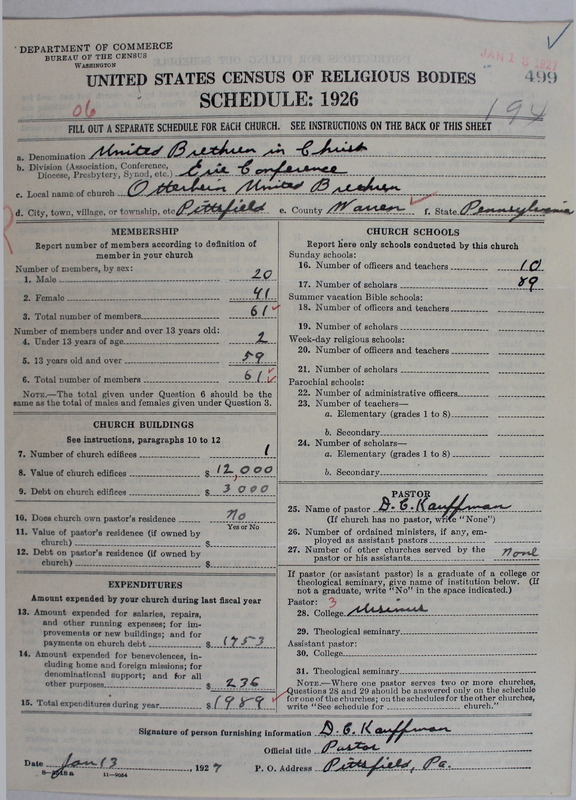 DEPARTMENT OF COMMERCE
BUREAU OF THE CENSUS
WASHINGTON
JAN 1927
499
UNITED STATES CENSUS OF RELIGIOUS BODIES
SCHEDULE: 1926
06
194
FILL OUT A SEPARATE SCHEDULE FOR EACH CHURCH. SEE INSTRUCTIONS ON THE BACK OF THIS SHEET
a. Denomination United Brethren in Christ
b. Division (Association, Conference, Diocese, Presbytery, Synod, etc.) Erie Conference
c. Local name of church Otterbein United Brethren
d. City, town, village, or township, etc Pittsfield e. County Warren f. State Pennsylvania
MEMBERSHIP
Report number of members according to definition of
member in your church
Number of members, by sex:
1. Male 20
2. Female 41
3. Total number of members 61
Number of members under and over 13 years old:
4. Under 13 years of age 2
5. 13 years old and over 59
6. Total number of members 61
NOTE.—The total given under Question 6 should be
same as the total of males and females given under Question 3.
CHURCH BUILDINGS
See instructions, paragraphs 10 to 12
7. Number of church edifices 1
8. Value of church edifices $ 12,000
9. Debt on church edifices $ 3,000
10. Does church own pastor's residence No
Yes or No
11. Value of pastor's residence (if owned by
church) $
12. Debt on pastor's residence (if owned by
church) $
EXPENDITURES
Amount expended by your church during last fiscal year
13. Amount expended for salaries, repairs,
and other running expenses; for im-
provements or new buildings; and for
payments on church debt $ 1753
14. Amount expended for benevolences, in-
cluding home and foreign missions; for
denominational support; and for all
other purposes $ 236
15. Total expenditures during year $ 1989
CHURCH SCHOOLS
Report here only schools conducted by this church
Sunday schools:
16. Number of officers and teachers 10
17. Number of scholars 89
Summer vacation Bible schools:
18. Number of officers and teachers
19. Number of scholars
Week-day religious schools:
20. Number of officers and teachers
21. Number of scholars
Parochial schools:
22. Number of administrative officers
23. Number of teachers—
a. Elementary (grades 1 to 8)
b. Secondary
24. Number of scholars—
a. Elementary (grades 1 to 8)
b. Secondary
PASTOR
25. Name of pastor D. E. Kauffman
(If church has no pastor, write "None")
26. Number of ordained ministers, if any, em-
ployed as assistant pastors
27. Number of other churches served by the
pastor or his assistants None
If pastor (or assistant pastor) is a graduate of a college or
theological seminary, give name of institution below. (If
not a graduate, write "No" in the space indicated.)
Pastor: 3
28. College Ursinus
29. Theological seminary
Assistant pastor:
30. College
31. Theological seminary
NOTE.—Where one pastor serves two or more churches,
Questions 28 and 29 should be answered only on the schedule
for one of the churches; on the schedules for the other churches,
write "See schedule for church."
Signature of person furnishing information D. E. Kauffman
Official title Pastor
Date Jan 13, 1927 P. O. Address Pittsfield, Pa.
11—9054